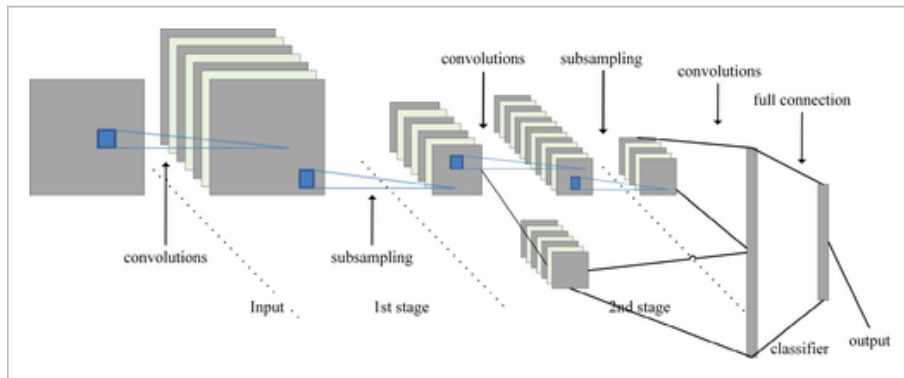 convolutions
subsampling
convolutions
full connection
convolutions
subsampling
Input
1st stage
2nd stage
classifier
output